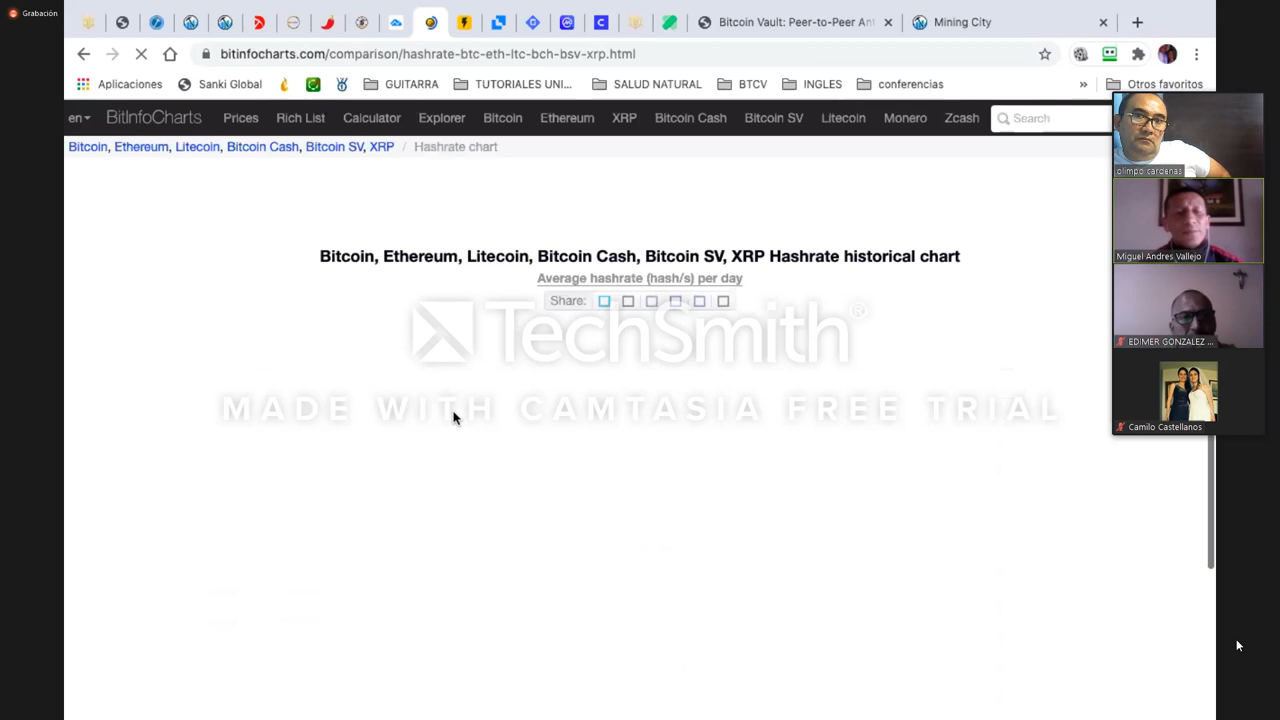 Grabación
Bitcoin Vault: Peer-to-Peer An
Mining City
bitinfocharts.com/comparison/hashrate-btc-eth-ltc-bch-bsv-xrp.html
Aplicaciones Sanki Global GUITARRA TUTORIALES UNI... SALUD NATURAL BTCV INGLES conferencias » Otros favoritos
en BitInfoCharts Prices Rich List Calculator Explorer Bitcoin Ethereum XRP Bitcoin Cash Bitcoin SV Litecoin Monero Zcash Search
Bitcoin, Ethereum, Litecoin, Bitcoin Cash, Bitcoin SV, XRP / Hashrate chart
olimpo cardenas
Bitcoin, Ethereum, Litecoin, Bitcoin Cash, Bitcoin SV, XRP Hashrate historical chart
Average hashrate (hash/s) per day
Share:
Miguel Andres Vallejo
TechSmith®
MADE WITH CAMTASIA FREE TRIAL
EDIMER GONZALEZ ...
Camilo Castellanos